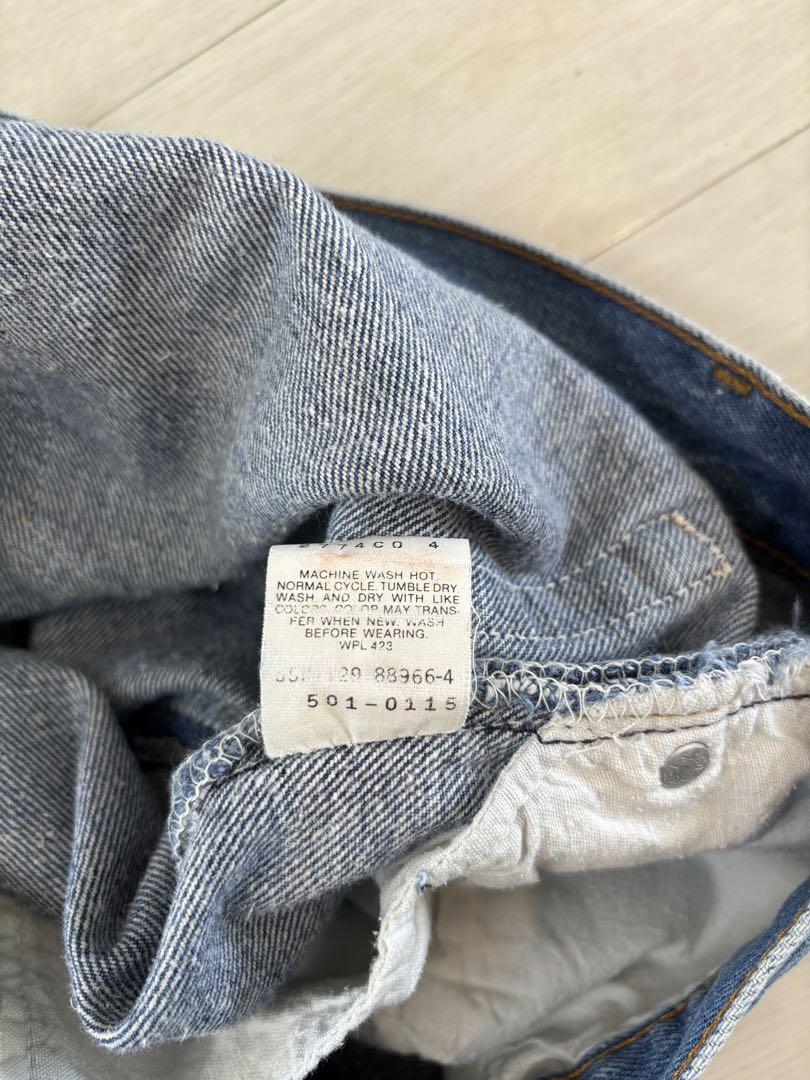 4
MACHINE WASH HOT,
NORMAL CYCLE. TUMBLE DRY.
WASH AND DRY WITH LIKE
COLORS. COLOR MAY TRANS-
FER WHEN NEW. WASH
BEFORE WEARING.
WPL 423
88966-4
501-0115